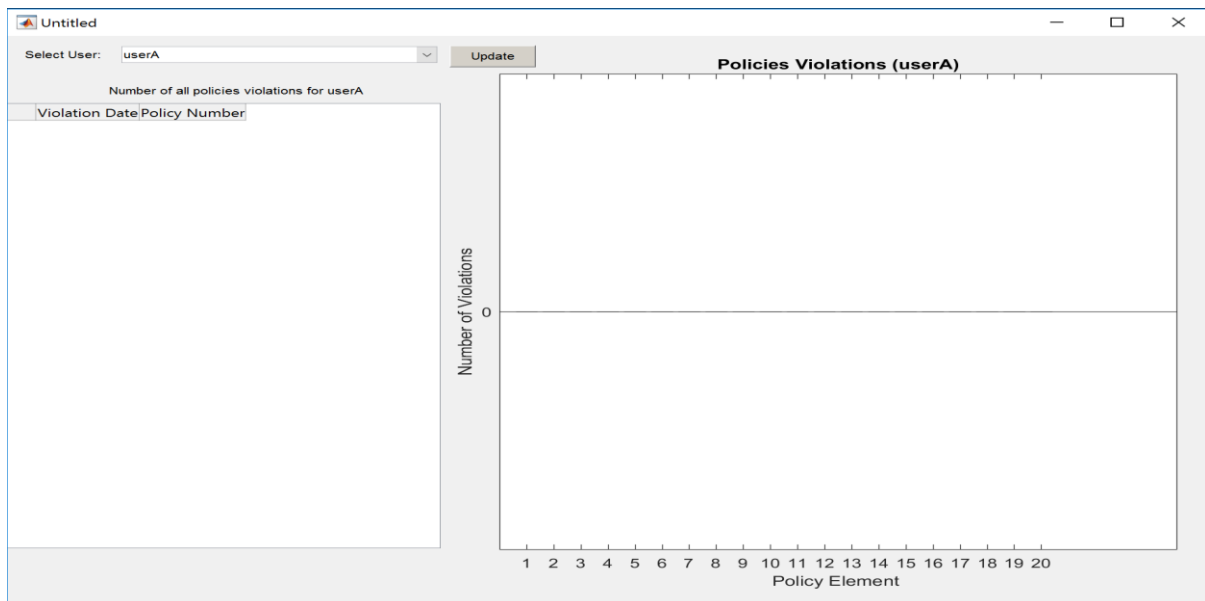 Untitled
Select User: userA Update
Number of all policies violations for userA
Violation Date Policy Number
Policies Violations (userA)
Number of Violations
0
1 2 3 4 5 6 7 8 9 10 11 12 13 14 15 16 17 18 19 20
Policy Element